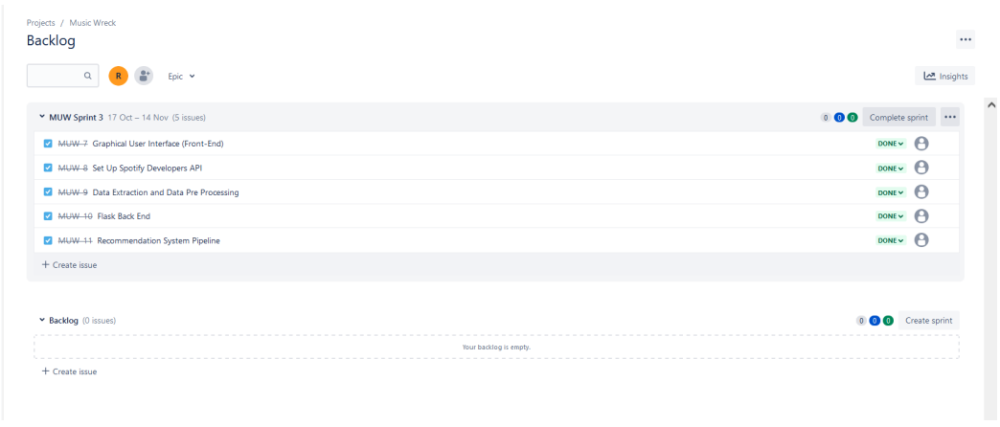 Projects / Music Wreck
Backlog
R Epic Insights
MUW Sprint 3 17 Oct – 14 Nov (5 issues) 0 0 0 Complete sprint
MUW-7 Graphical User Interface (Front-End) DONE
MUW-8 Set Up Spotify Developers API DONE
MUW-9 Data Extraction and Data Pre Processing DONE
MUW-10 Flask Back End DONE
MUW-11 Recommendation System Pipeline DONE
+ Create issue
Backlog (0 issues) 0 0 0 Create sprint
Your backlog is empty.
+ Create issue